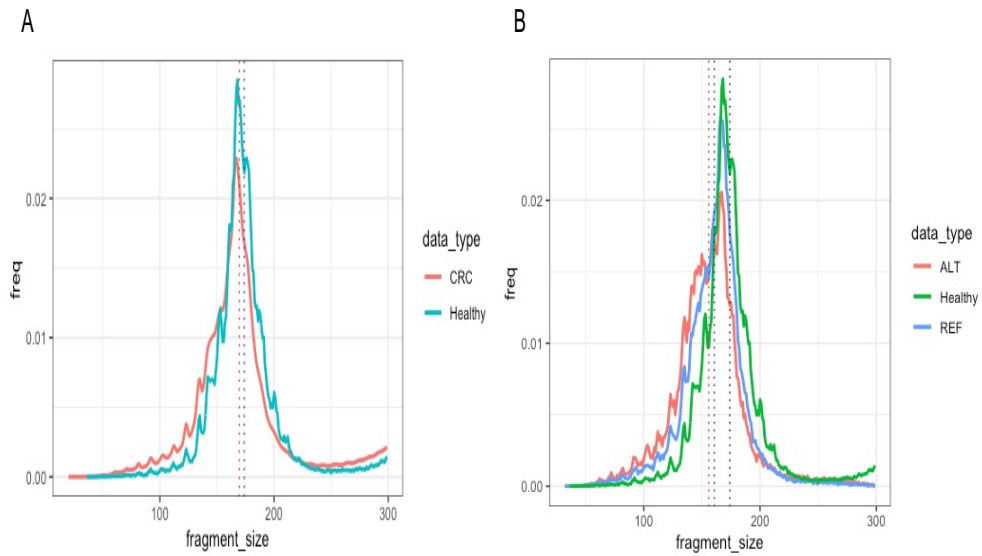 A
freq
0.02
0.01
0.00
100
200
300
fragment_size
data_type
CRC
Healthy
B
freq
0.02
0.01
0.00
100
200
300
fragment_size
data_type
ALT
Healthy
REF